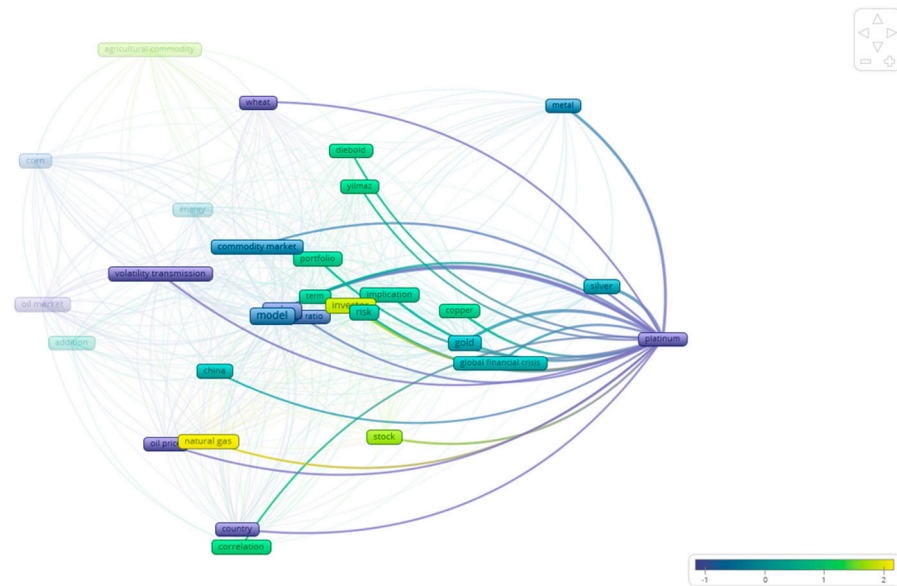 agricultural commodity
wheat
metal
diebold
corn
yilmaz
energy
commodity market
portfolio
volatility transmission
silver
term
implication
oil market
investor
model
ratio
risk
copper
addition
gold
platinum
global financial crisis
china
stock
oil price
natural gas
country
correlation
-1 0 1 2